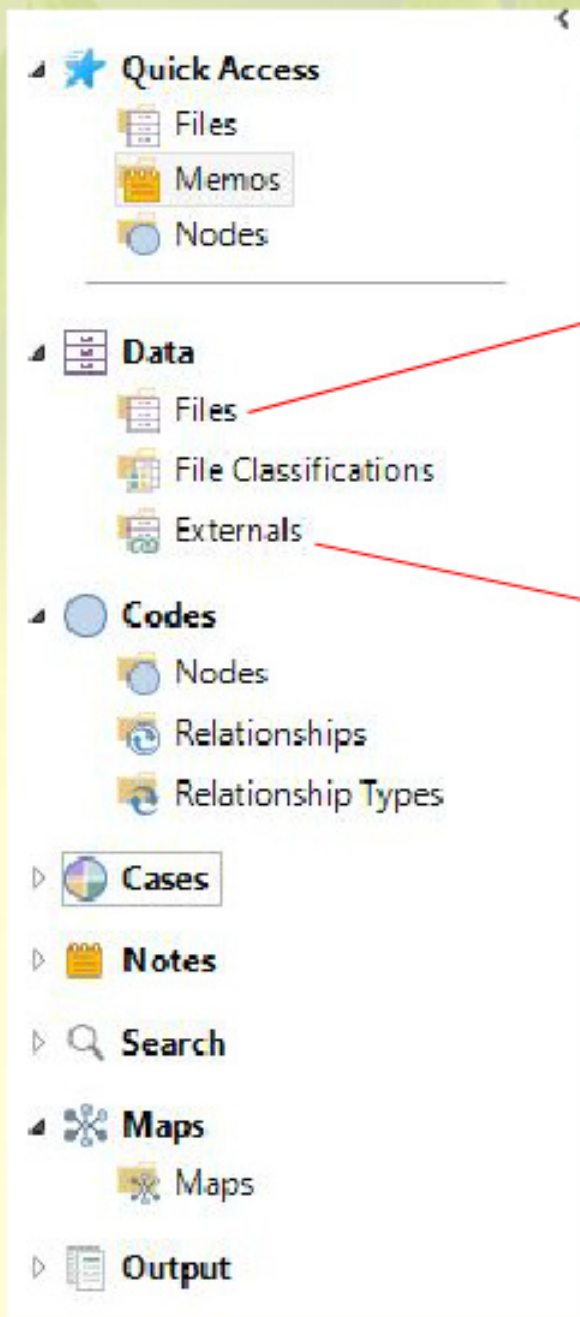 Quick Access
Files
Memos
Nodes
Data
Files
File Classifications
Externals
Codes
Nodes
Relationships
Relationship Types
Cases
Notes
Search
Maps
Maps
Output